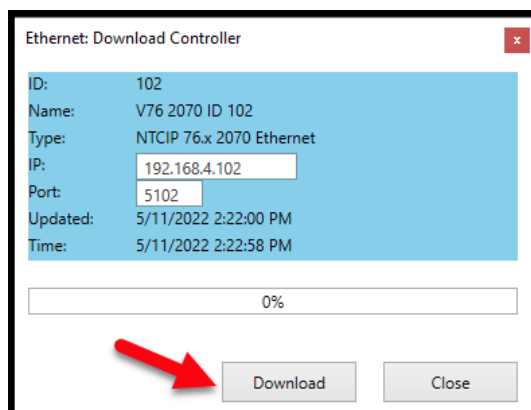 Ethernet: Download Controller x
ID: 102
Name: V76 2070 ID 102
Type: NTCIP 76.x 2070 Ethernet
IP: 192.168.4.102
Port: 5102
Updated: 5/11/2022 2:22:00 PM
Time: 5/11/2022 2:22:58 PM
0%
Download Close